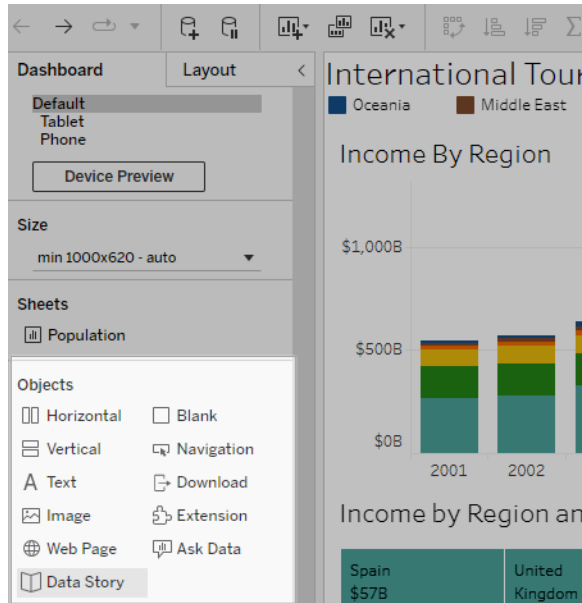 Dashboard
Layout
Default
Tablet
Phone
Device Preview
Size
min 1000x620 - auto
Sheets
Population
Objects
Horizontal
Blank
Vertical
Navigation
Text
Download
Image
Extension
Web Page
Ask Data
Data Story
International Tour
Oceania
Middle East
Income By Region
$1,000B
$500B
$0B
2001
2002
Income by Region an
Spain
$57B
United
Kingdom